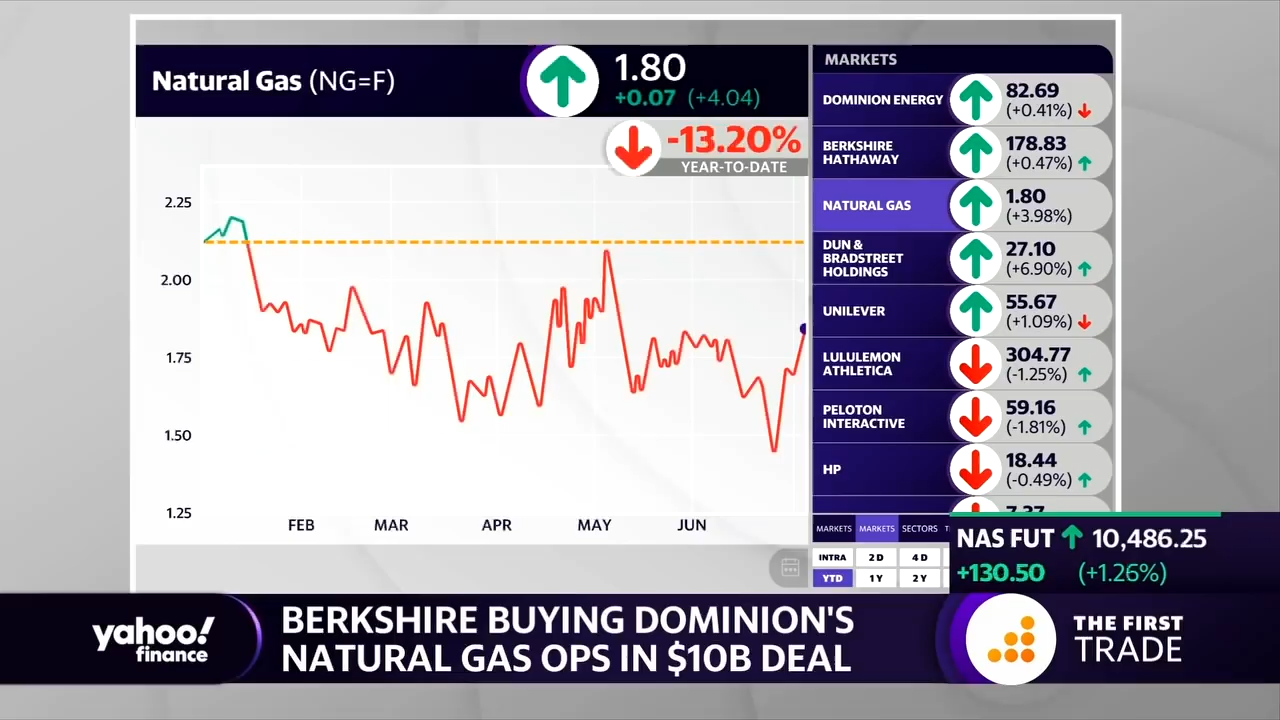 Natural Gas (NG=F)
1.80
+0.07 (+4.04)
-13.20%
YEAR-TO-DATE
2.25
2.00
1.75
1.50
1.25
FEB MAR APR MAY JUN
MARKETS
DOMINION ENERGY
82.69
(+0.41%)
BERKSHIRE
HATHAWAY
178.83
(+0.47%)
NATURAL GAS
1.80
(+3.98%)
DUN &
BRADSTREET
HOLDINGS
27.10
(+6.90%)
UNILEVER
55.67
(+1.09%)
LULULEMON
ATHLETICA
304.77
(-1.25%)
PELOTON
INTERACTIVE
59.16
(-1.81%)
HP
18.44
(-0.49%)
MARKETS MARKETS SECTORS
INTRA 2 D 4 D
YTD 1 Y 2 Y
NAS FUT 10,486.25
+130.50 (+1.26%)
yahoo!
finance
BERKSHIRE BUYING DOMINION'S
NATURAL GAS OPS IN $10B DEAL
THE FIRST
TRADE